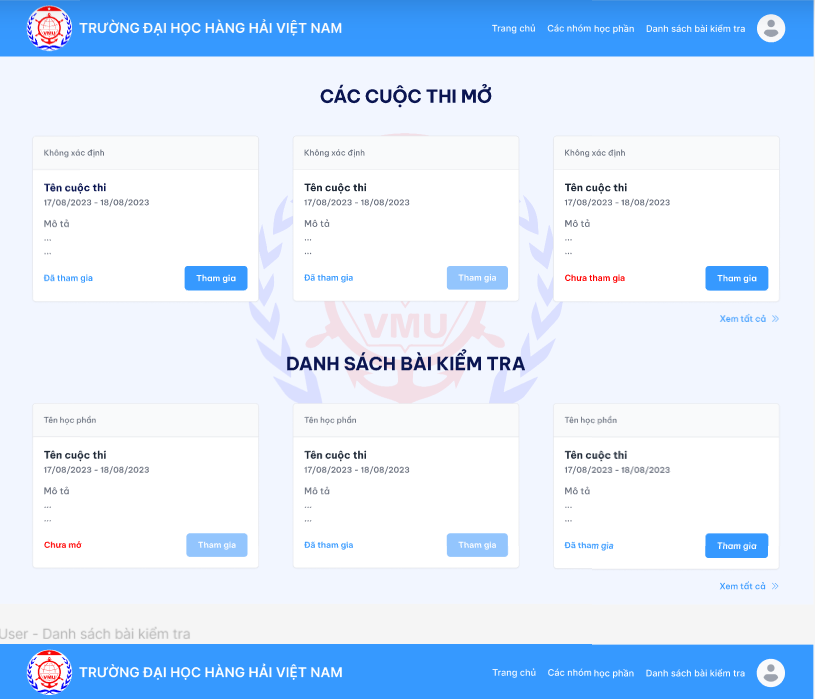 VMU
TRƯỜNG ĐẠI HỌC HÀNG HẢI VIỆT NAM
Trang chủ Các nhóm học phần Danh sách bài kiểm tra
CÁC CUỘC THI MỞ
Không xác định Không xác định Không xác định
Tên cuộc thi Tên cuộc thi Tên cuộc thi
17/08/2023 - 18/08/2023 17/08/2023 - 18/08/2023 17/08/2023 - 18/08/2023
Mô tả Mô tả Mô tả
... ... ...
... ... ...
Đã tham gia Tham gia Đã tham gia Tham gia Chưa tham gia Tham gia
Xem tất cả »
VMU
DANH SÁCH BÀI KIỂM TRA
Tên học phần Tên học phần Tên học phần
Tên cuộc thi Tên cuộc thi Tên cuộc thi
17/08/2023 - 18/08/2023 17/08/2023 - 18/08/2023 17/08/2023 - 18/08/2023
Mô tả Mô tả Mô tả
... ... ...
... ... ...
Chưa mở Tham gia Đã tham gia Tham gia Đã tham gia Tham gia
Xem tất cả »
User - Danh sách bài kiểm tra
VMU
TRƯỜNG ĐẠI HỌC HÀNG HẢI VIỆT NAM
Trang chủ Các nhóm học phần Danh sách bài kiểm tra